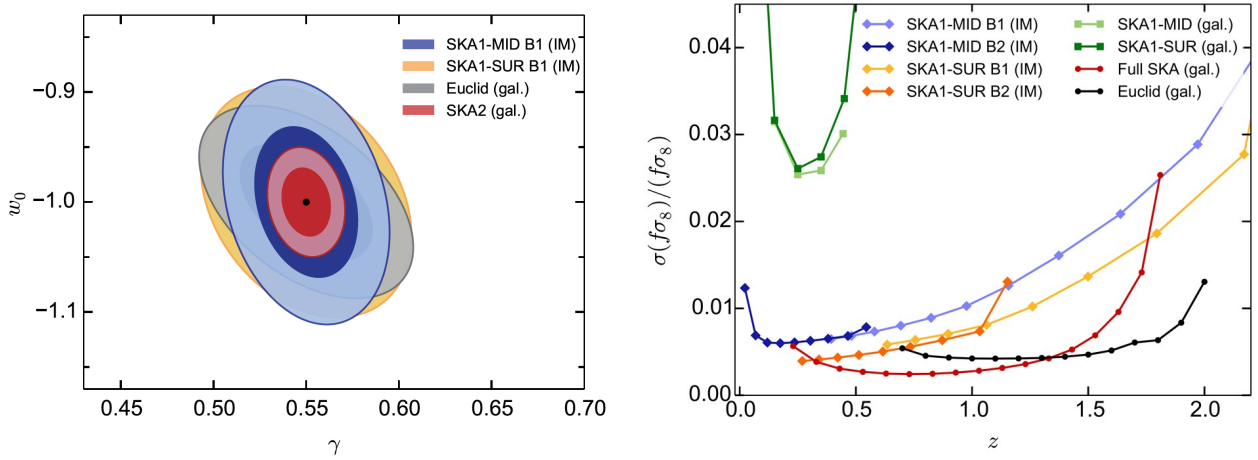 SKA1-MID B1 (IM)
SKA1-SUR B1 (IM)
Euclid (gal.)
SKA2 (gal.)
−0.9
−1.0
−1.1
w₀
0.45 0.50 0.55 0.60 0.65 0.70
γ
SKA1-MID B1 (IM)
SKA1-MID B2 (IM)
SKA1-SUR B1 (IM)
SKA1-SUR B2 (IM)
SKA1-MID (gal.)
SKA1-SUR (gal.)
Full SKA (gal.)
Euclid (gal.)
0.04
0.03
0.02
0.01
0.00
σ(fσ₈)/(fσ₈)
0.0 0.5 1.0 1.5 2.0
z